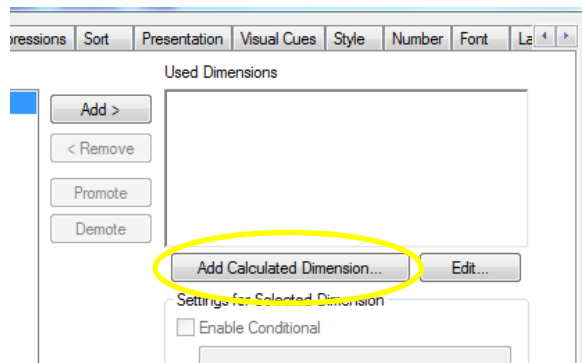 pressions Sort Presentation Visual Cues Style Number Font La
Used Dimensions
Add >
< Remove
Promote
Demote
Add Calculated Dimension... Edit...
Settings for Selected Dimension
Enable Conditional